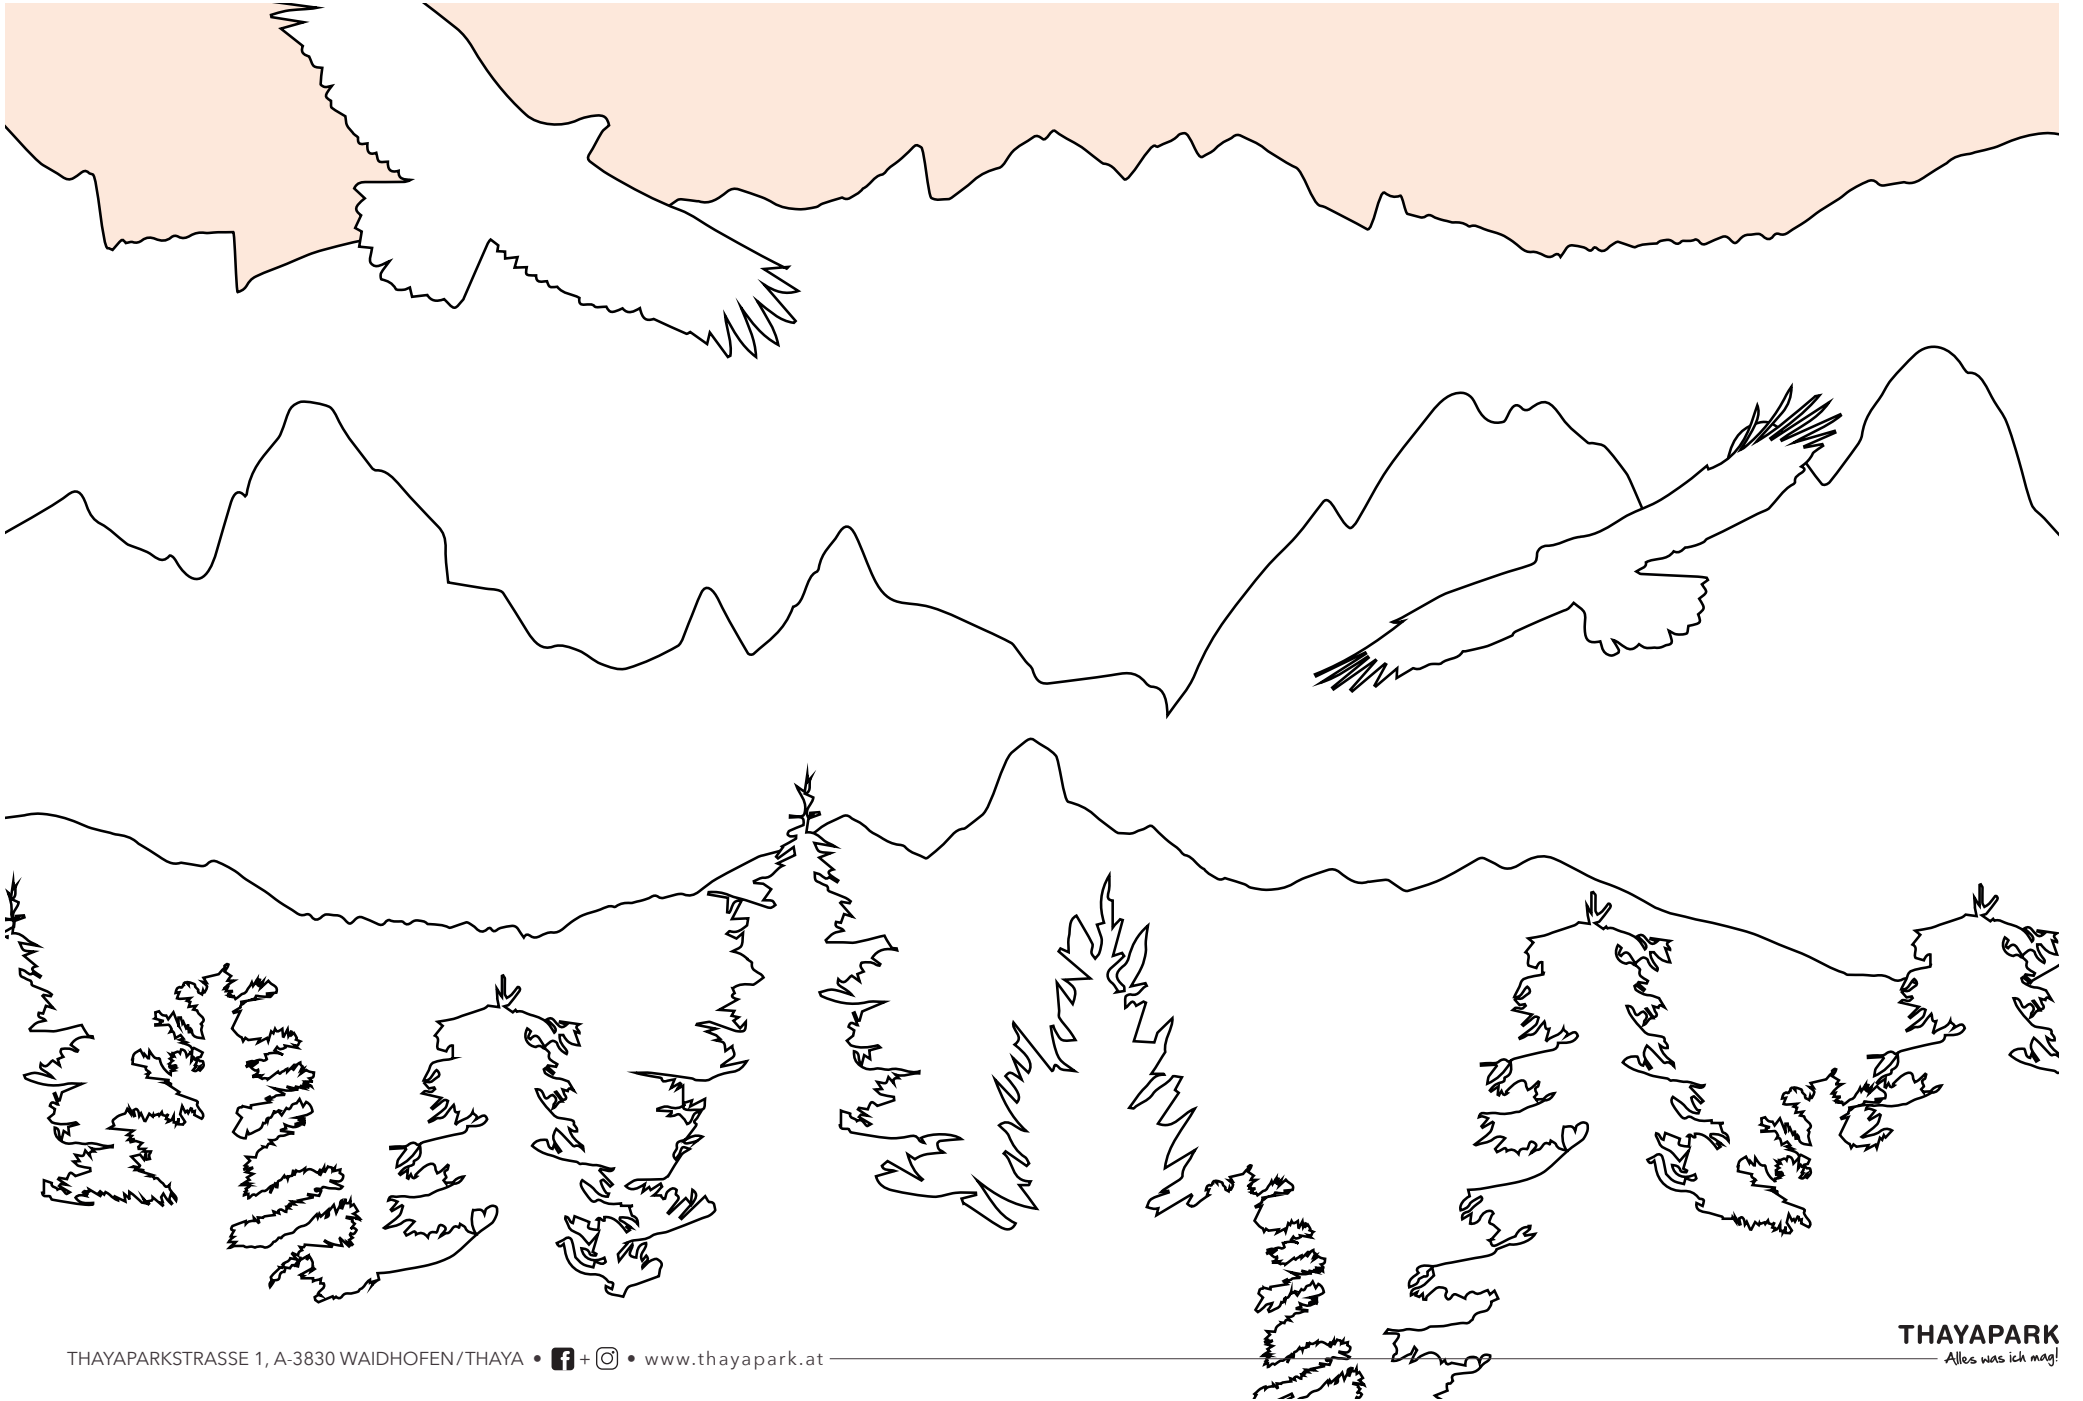 THAYAPARKSTRASSE 1, A-3830 WAIDHOFEN/THAYA • f + • www.thayapark.at
THAYAPARK
Alles was ich mag!